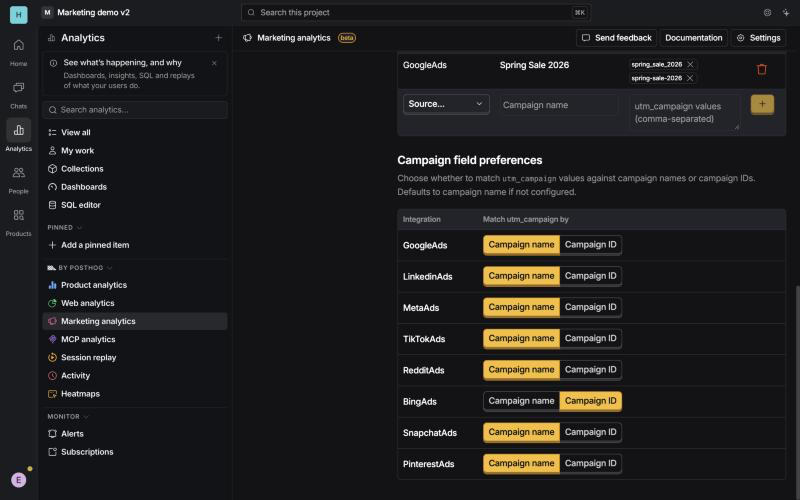 H
M Marketing demo v2
Search this project
⌘K
Home
Chats
Analytics
People
Products
E
Analytics
See what's happening, and why
Dashboards, insights, SQL and replays
of what your users do.
Search analytics...
View all
My work
Collections
Dashboards
SQL editor
PINNED
Add a pinned item
BY POSTHOG
Product analytics
Web analytics
Marketing analytics
MCP analytics
Session replay
Activity
Heatmaps
MONITOR
Alerts
Subscriptions
Marketing analytics beta
Send feedback
Documentation
Settings
GoogleAds
Spring Sale 2026
spring_sale_2026
spring-sale-2026
Source...
Campaign name
utm_campaign values
(comma-separated)
Campaign field preferences
Choose whether to match utm_campaign values against campaign names or campaign IDs.
Defaults to campaign name if not configured.
Integration Match utm_campaign by
GoogleAds Campaign name Campaign ID
LinkedinAds Campaign name Campaign ID
MetaAds Campaign name Campaign ID
TikTokAds Campaign name Campaign ID
RedditAds Campaign name Campaign ID
BingAds Campaign name Campaign ID
SnapchatAds Campaign name Campaign ID
PinterestAds Campaign name Campaign ID